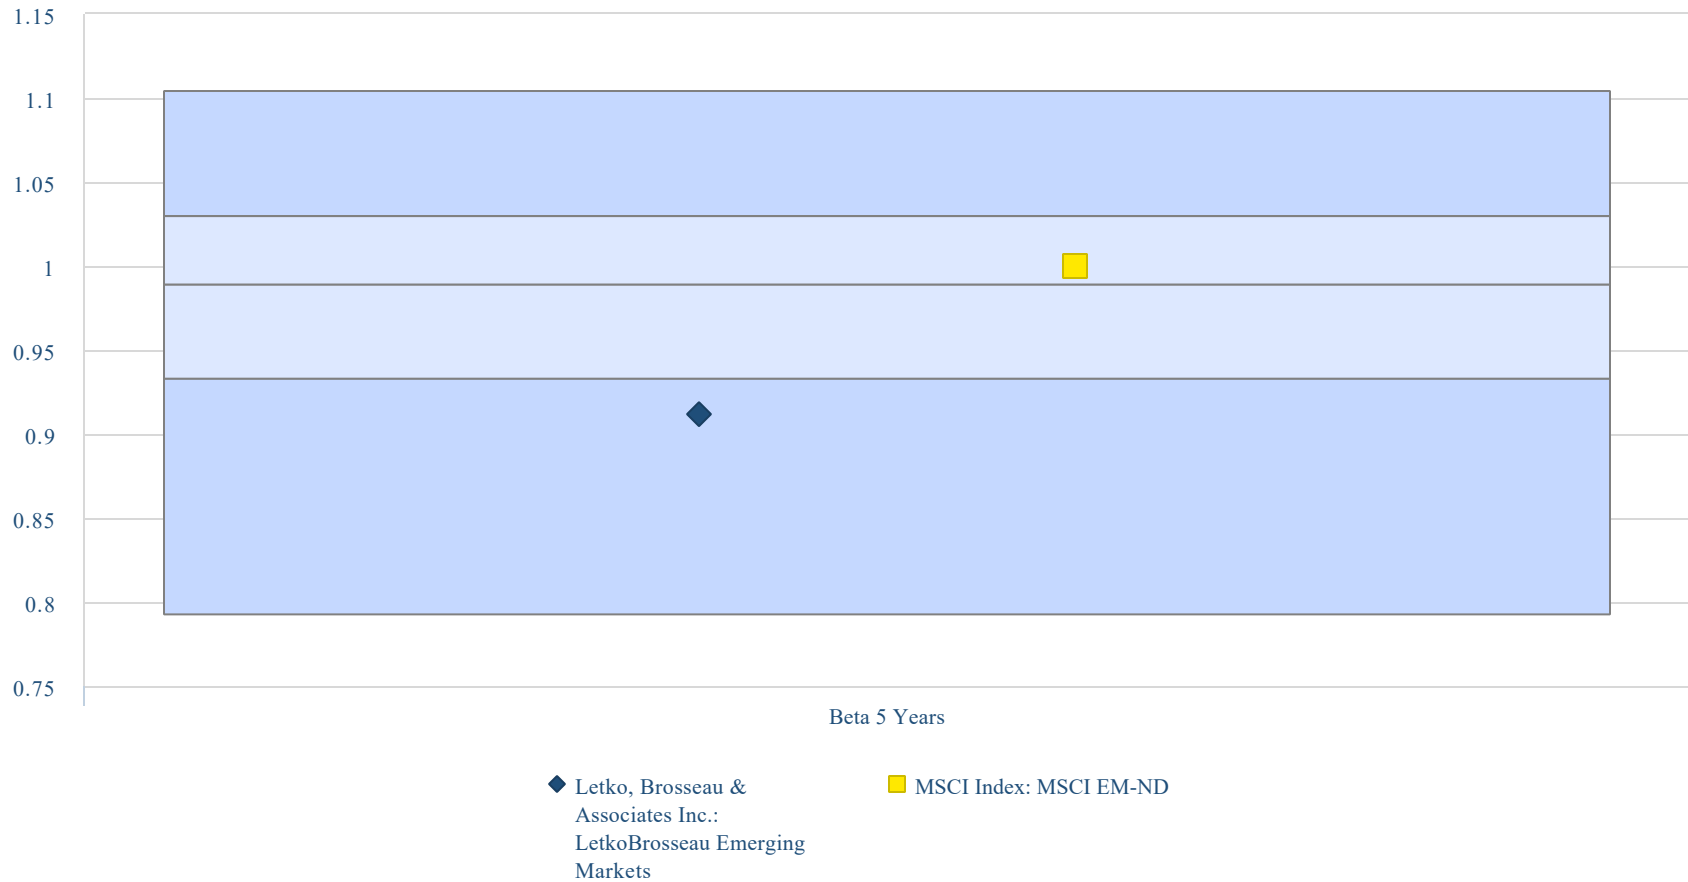 1.15
1.1
1.05
1
0.95
0.9
0.85
0.8
0.75
Beta 5 Years
Letko, Brosseau &
Associates Inc.:
LetkoBrosseau Emerging
Markets
MSCI Index: MSCI EM-ND